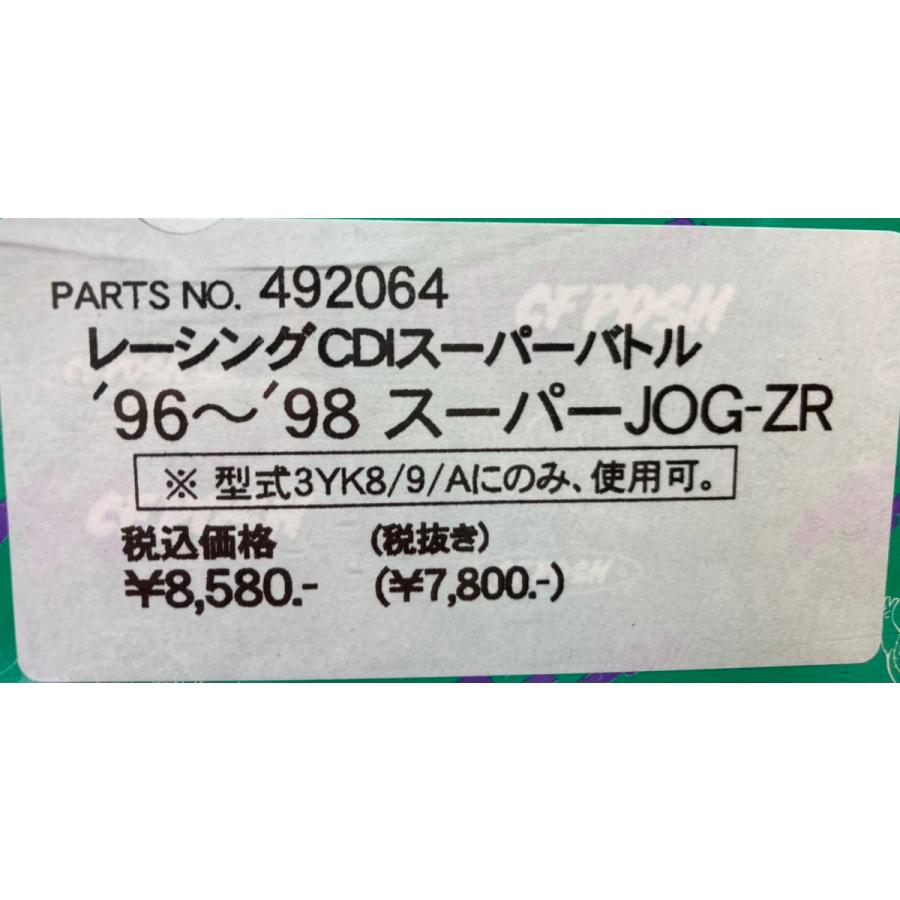 PARTS NO. 492064
レーシングCDIスーパーバトル
'96〜'98 スーパーJOG-ZR
※ 型式3YK8/9/Aにのみ、使用可。
税込価格 (税抜き)
¥8,580.- (¥7,800.-)
CF POSH